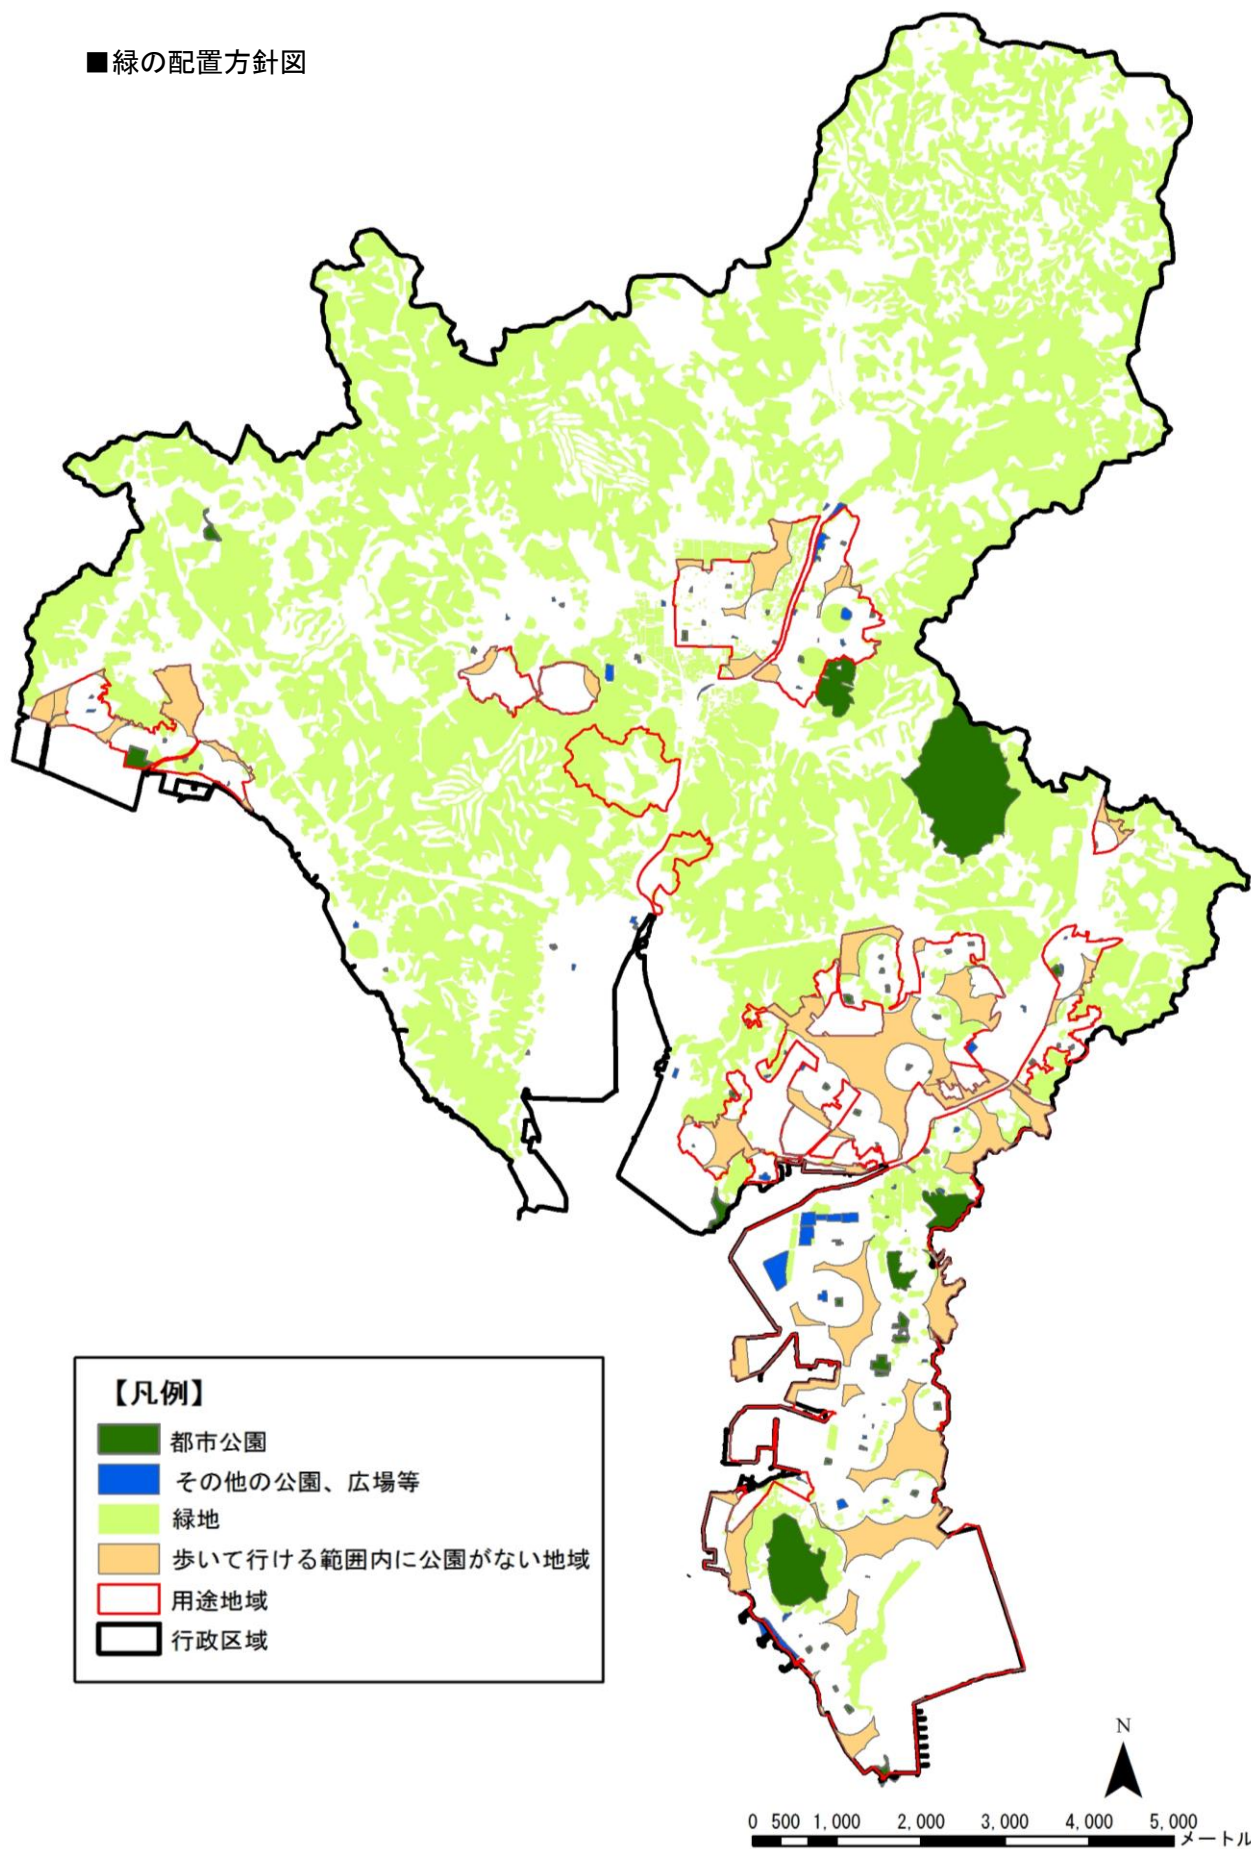 ■緑の配置方針図
【凡例】
都市公園
その他の公園、広場等
緑地
歩いて行ける範囲内に公園がない地域
用途地域
行政区域
N
0 500 1,000 2,000 3,000 4,000 5,000
メートル